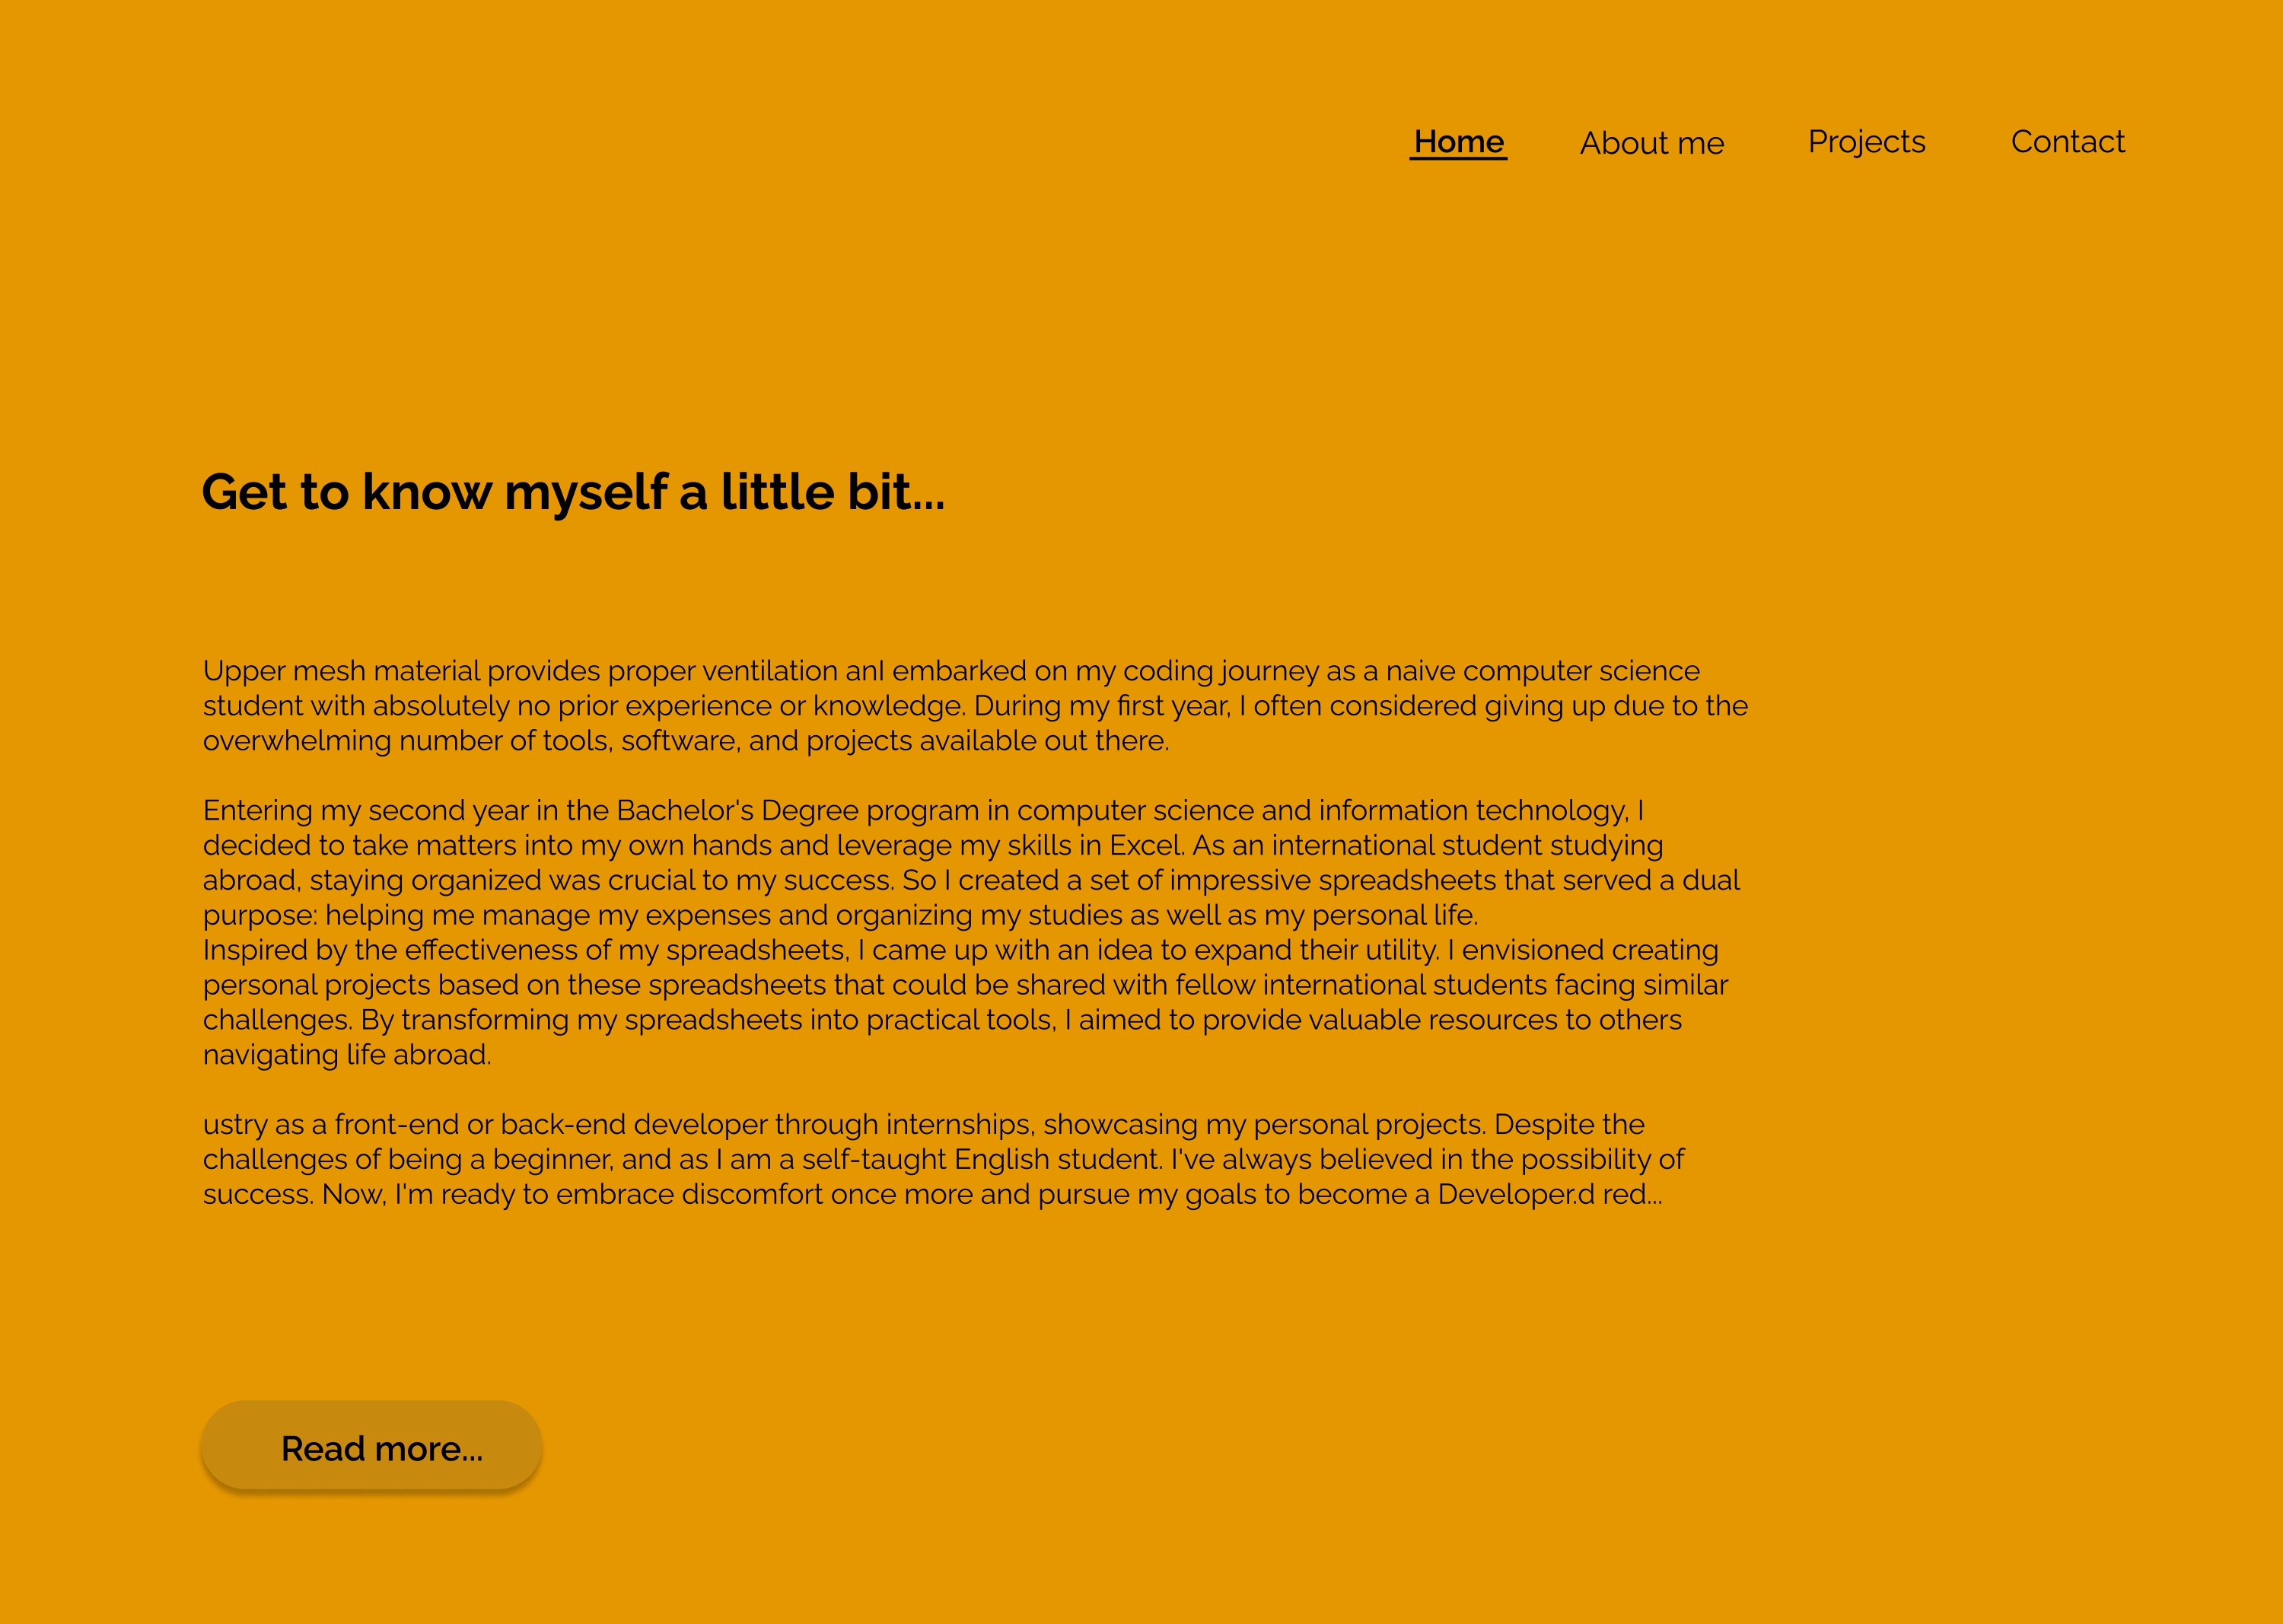 Home About me Projects Contact
Get to know myself a little bit...
Upper mesh material provides proper ventilation anI embarked on my coding journey as a naive computer science
student with absolutely no prior experience or knowledge. During my first year, I often considered giving up due to the
overwhelming number of tools, software, and projects available out there.
Entering my second year in the Bachelor's Degree program in computer science and information technology, I
decided to take matters into my own hands and leverage my skills in Excel. As an international student studying
abroad, staying organized was crucial to my success. So I created a set of impressive spreadsheets that served a dual
purpose: helping me manage my expenses and organizing my studies as well as my personal life.
Inspired by the effectiveness of my spreadsheets, I came up with an idea to expand their utility. I envisioned creating
personal projects based on these spreadsheets that could be shared with fellow international students facing similar
challenges. By transforming my spreadsheets into practical tools, I aimed to provide valuable resources to others
navigating life abroad.
ustry as a front-end or back-end developer through internships, showcasing my personal projects. Despite the
challenges of being a beginner, and as I am a self-taught English student. I've always believed in the possibility of
success. Now, I'm ready to embrace discomfort once more and pursue my goals to become a Developer.d red...
Read more...